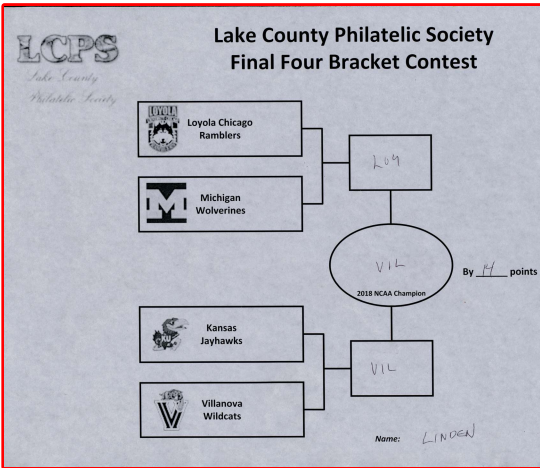 LCPS
Lake County
Philatelic Society
Lake County Philatelic Society
Final Four Bracket Contest
LOYOLA
Loyola Chicago
Ramblers
LOY
M
Michigan
Wolverines
VIL
2018 NCAA Champion
By 14 points
KU
Kansas
Jayhawks
VIL
V
Villanova
Wildcats
Name: LINDEN